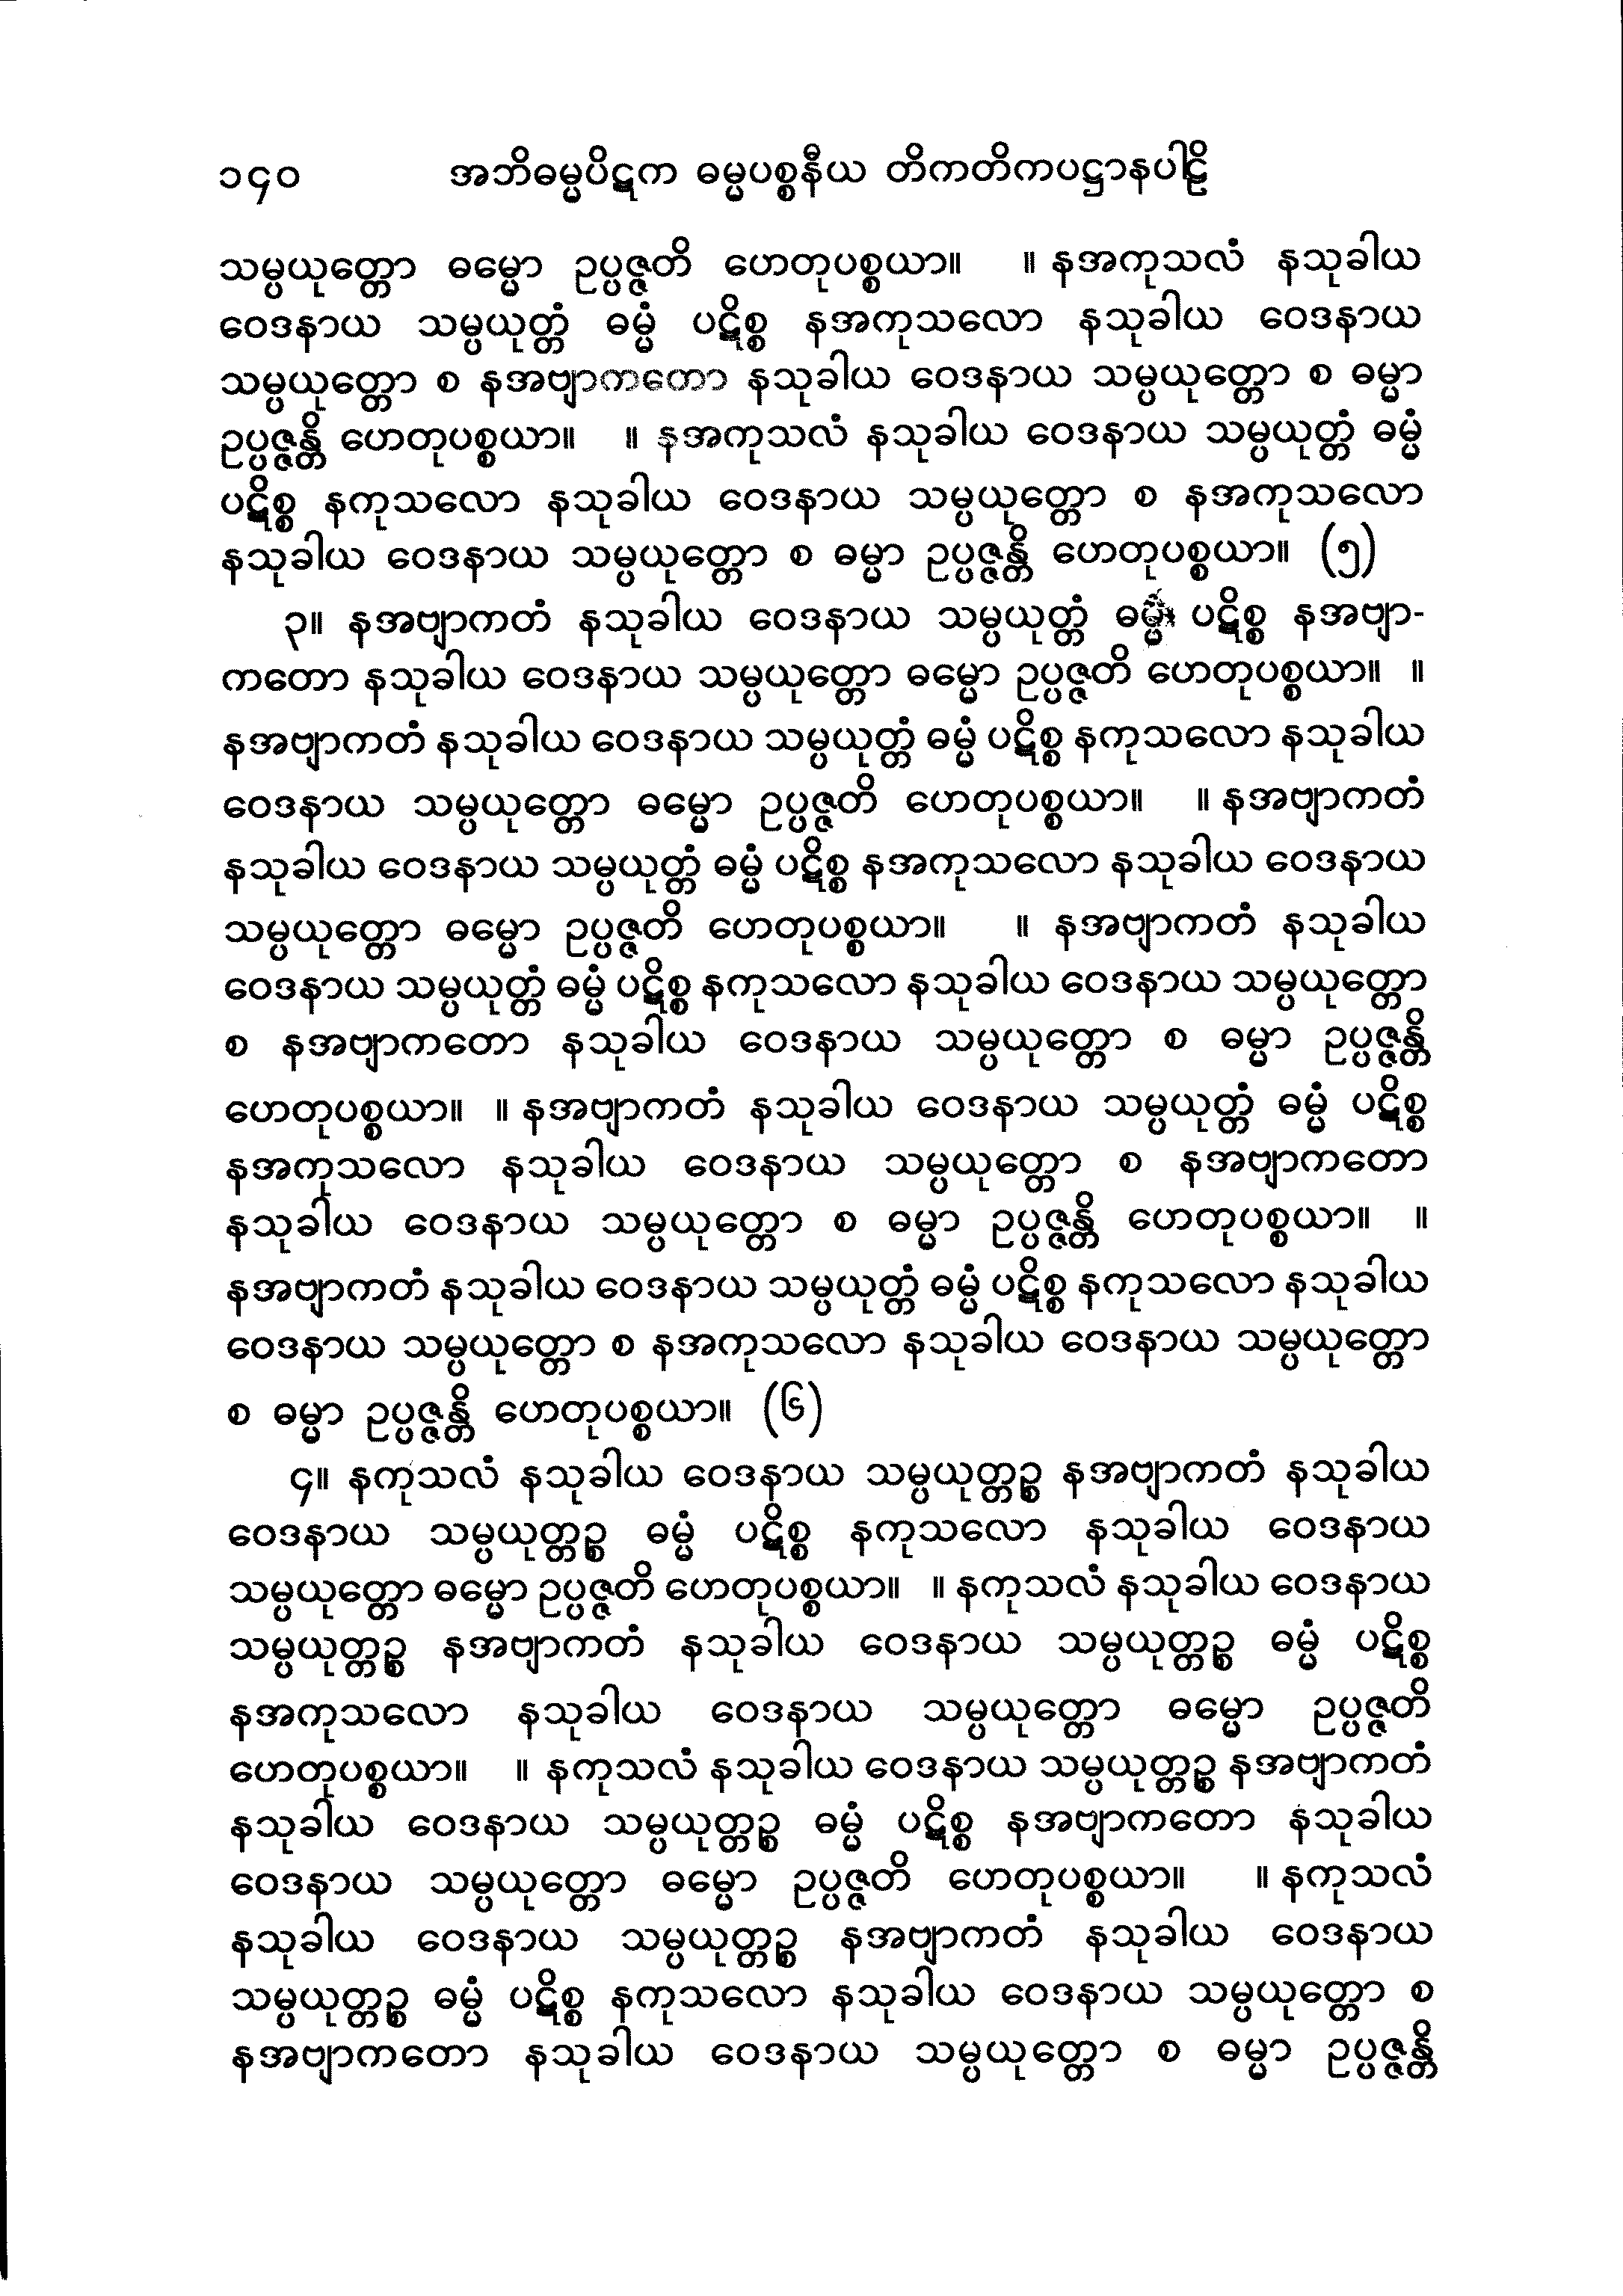 ၁၄၀ အဘိဓမ္မပိဋက ဓမ္မပစ္စနီယ တိကတိကပဋ္ဌာနပါဠိ
သမ္ပယုတ္တော ဓမ္မော ဥပ္ပဇ္ဇတိ ဟေတုပစ္စယာ။ ။ နအကုသလံ နသုခါယ
ဝေဒနာယ သမ္ပယုတ္တံ ဓမ္မံ ပဋိစ္စ နအကုသလော နသုခါယ ဝေဒနာယ
သမ္ပယုတ္တော စ နအဗျာကတော နသုခါယ ဝေဒနာယ သမ္ပယုတ္တော စ ဓမ္မာ
ဥပ္ပဇ္ဇန္တိ ဟေတုပစ္စယာ။ ။ နအကုသလံ နသုခါယ ဝေဒနာယ သမ္ပယုတ္တံ ဓမ္မံ
ပဋိစ္စ နကုသလော နသုခါယ ဝေဒနာယ သမ္ပယုတ္တော စ နအကုသလော
နသုခါယ ဝေဒနာယ သမ္ပယုတ္တော စ ဓမ္မာ ဥပ္ပဇ္ဇန္တိ ဟေတုပစ္စယာ။ (၅)
၃။ နအဗျာကတံ နသုခါယ ဝေဒနာယ သမ္ပယုတ္တံ ဓမ္မံ ပဋိစ္စ နအဗျာ-
ကတော နသုခါယ ဝေဒနာယ သမ္ပယုတ္တော ဓမ္မော ဥပ္ပဇ္ဇတိ ဟေတုပစ္စယာ။ ။
နအဗျာကတံ နသုခါယ ဝေဒနာယ သမ္ပယုတ္တံ ဓမ္မံ ပဋိစ္စ နကုသလော နသုခါယ
ဝေဒနာယ သမ္ပယုတ္တော ဓမ္မော ဥပ္ပဇ္ဇတိ ဟေတုပစ္စယာ။ ။ နအဗျာကတံ
နသုခါယ ဝေဒနာယ သမ္ပယုတ္တံ ဓမ္မံ ပဋိစ္စ နအကုသလော နသုခါယ ဝေဒနာယ
သမ္ပယုတ္တော ဓမ္မော ဥပ္ပဇ္ဇတိ ဟေတုပစ္စယာ။ ။ နအဗျာကတံ နသုခါယ
ဝေဒနာယ သမ္ပယုတ္တံ ဓမ္မံ ပဋိစ္စ နကုသလော နသုခါယ ဝေဒနာယ သမ္ပယုတ္တော
စ နအဗျာကတော နသုခါယ ဝေဒနာယ သမ္ပယုတ္တော စ ဓမ္မာ ဥပ္ပဇ္ဇန္တိ
ဟေတုပစ္စယာ။ ။ နအဗျာကတံ နသုခါယ ဝေဒနာယ သမ္ပယုတ္တံ ဓမ္မံ ပဋိစ္စ
နအကုသလော နသုခါယ ဝေဒနာယ သမ္ပယုတ္တော စ နအဗျာကတော
နသုခါယ ဝေဒနာယ သမ္ပယုတ္တော စ ဓမ္မာ ဥပ္ပဇ္ဇန္တိ ဟေတုပစ္စယာ။ ။
နအဗျာကတံ နသုခါယ ဝေဒနာယ သမ္ပယုတ္တံ ဓမ္မံ ပဋိစ္စ နကုသလော နသုခါယ
ဝေဒနာယ သမ္ပယုတ္တော စ နအကုသလော နသုခါယ ဝေဒနာယ သမ္ပယုတ္တော
စ ဓမ္မာ ဥပ္ပဇ္ဇန္တိ ဟေတုပစ္စယာ။ (၆)
၄။ နကုသလံ နသုခါယ ဝေဒနာယ သမ္ပယုတ္တဉ္စ နအဗျာကတံ နသုခါယ
ဝေဒနာယ သမ္ပယုတ္တဉ္စ ဓမ္မံ ပဋိစ္စ နကုသလော နသုခါယ ဝေဒနာယ
သမ္ပယုတ္တော ဓမ္မော ဥပ္ပဇ္ဇတိ ဟေတုပစ္စယာ။ ။ နကုသလံ နသုခါယ ဝေဒနာယ
သမ္ပယုတ္တဉ္စ နအဗျာကတံ နသုခါယ ဝေဒနာယ သမ္ပယုတ္တဉ္စ ဓမ္မံ ပဋိစ္စ
နအကုသလော နသုခါယ ဝေဒနာယ သမ္ပယုတ္တော ဓမ္မော ဥပ္ပဇ္ဇတိ
ဟေတုပစ္စယာ။ ။ နကုသလံ နသုခါယ ဝေဒနာယ သမ္ပယုတ္တဉ္စ နအဗျာကတံ
နသုခါယ ဝေဒနာယ သမ္ပယုတ္တဉ္စ ဓမ္မံ ပဋိစ္စ နအဗျာကတော နသုခါယ
ဝေဒနာယ သမ္ပယုတ္တော ဓမ္မော ဥပ္ပဇ္ဇတိ ဟေတုပစ္စယာ။ ။ နကုသလံ
နသုခါယ ဝေဒနာယ သမ္ပယုတ္တဉ္စ နအဗျာကတံ နသုခါယ ဝေဒနာယ
သမ္ပယုတ္တဉ္စ ဓမ္မံ ပဋိစ္စ နကုသလော နသုခါယ ဝေဒနာယ သမ္ပယုတ္တော စ
နအဗျာကတော နသုခါယ ဝေဒနာယ သမ္ပယုတ္တော စ ဓမ္မာ ဥပ္ပဇ္ဇန္တိ